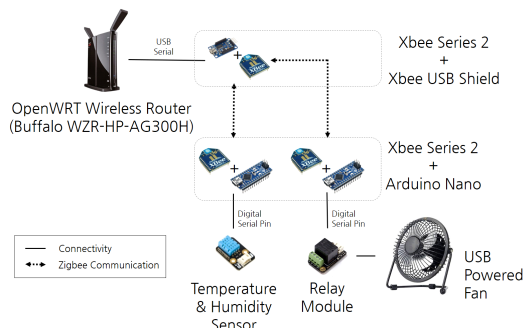 USB
Serial
+
Xbee Series 2
+
Xbee USB Shield
OpenWRT Wireless Router
(Buffalo WZR-HP-AG300H)
+
+
Xbee Series 2
+
Arduino Nano
Digital
Serial Pin
Digital
Serial Pin
Connectivity
Zigbee Communication
Temperature
& Humidity
Sensor
Relay
Module
USB
Powered
Fan